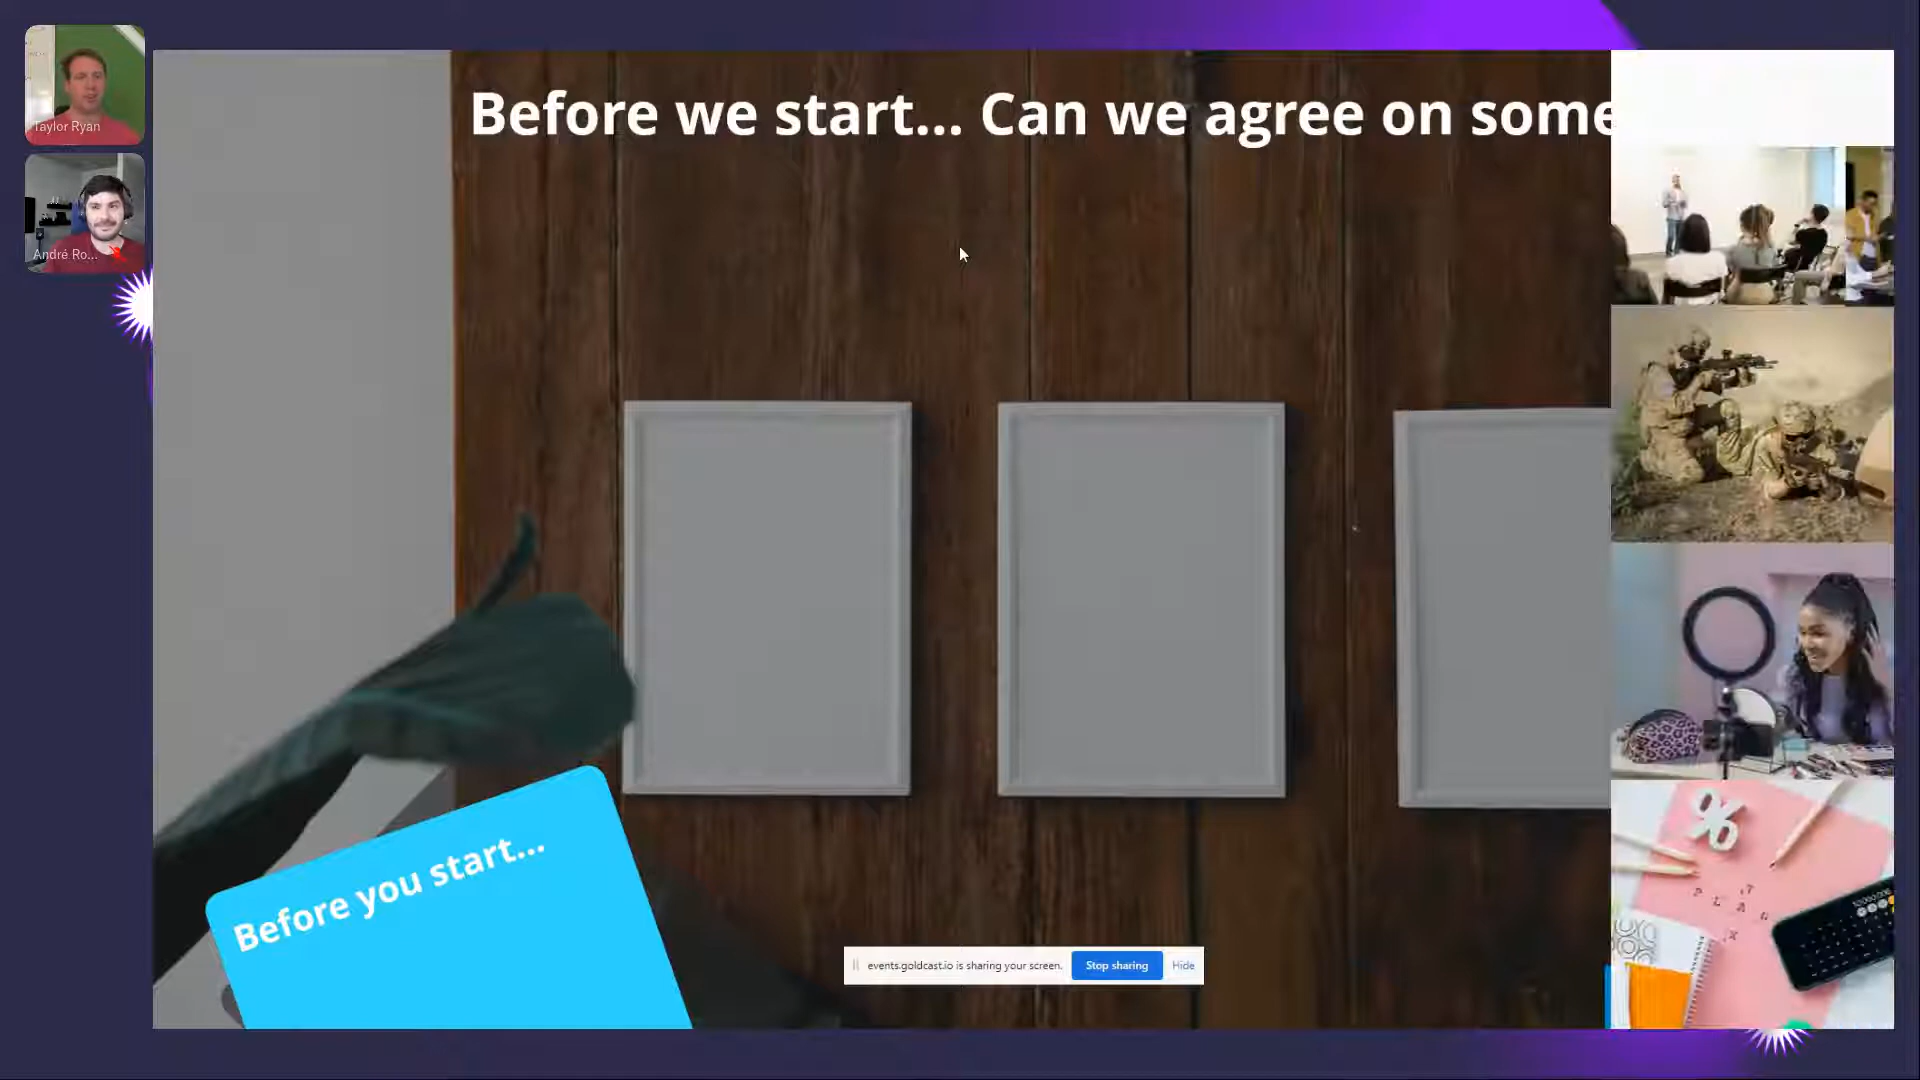 Taylor Ryan
André Ro...
Before we start... Can we agree on some
Before you start...
events.goldcast.io is sharing your screen.
Stop sharing
Hide
%